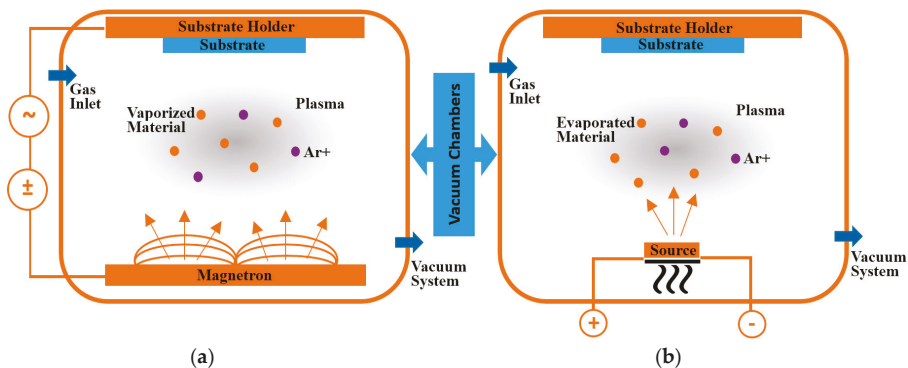 Substrate Holder
Substrate
Gas
Inlet
Vaporized
Material
Plasma
Ar+
~
±
Magnetron
Vacuum
System
(a)
Vacuum Chambers
Substrate Holder
Substrate
Gas
Inlet
Evaporated
Material
Plasma
Ar+
Source
+
-
Vacuum
System
(b)